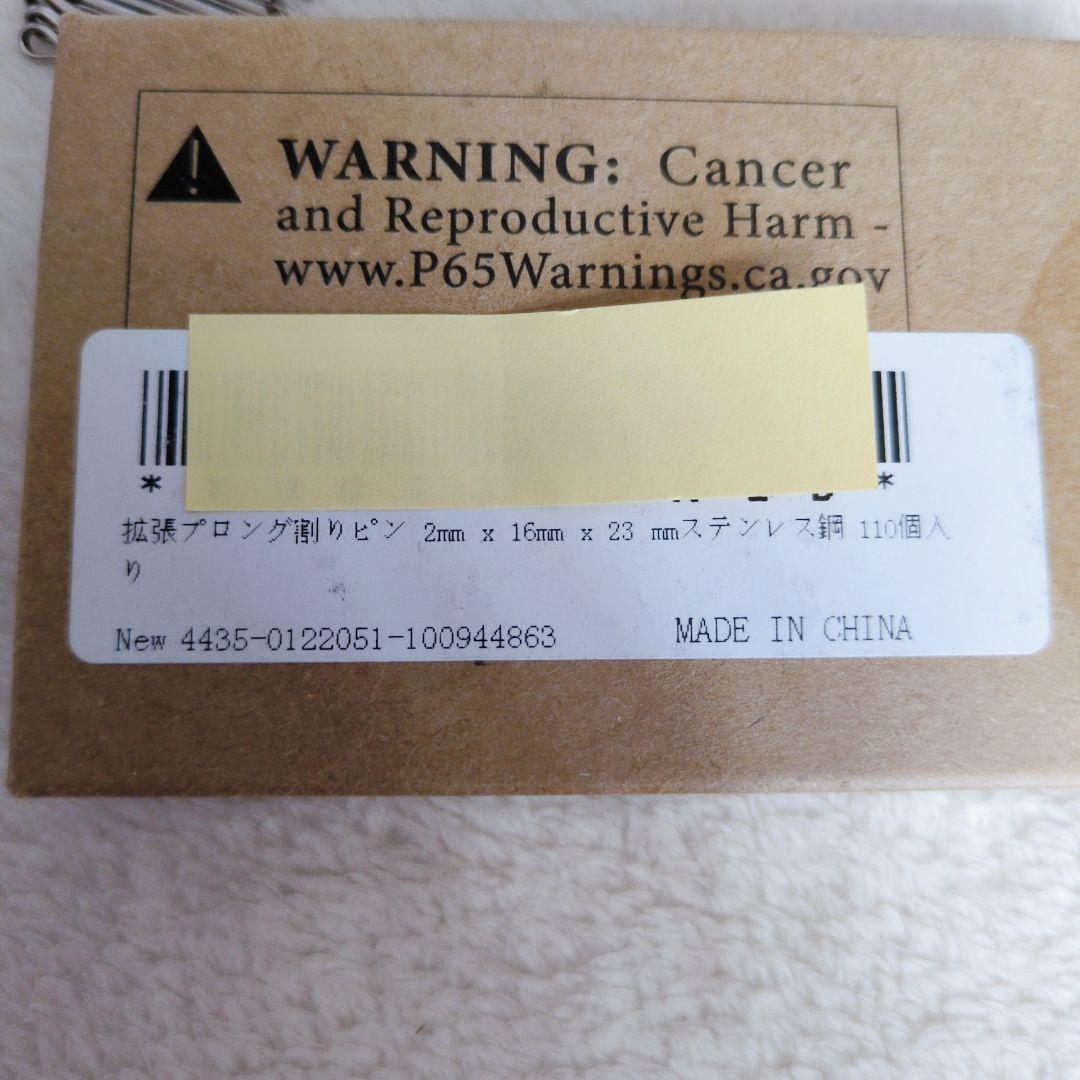 WARNING: Cancer
and Reproductive Harm -
www.P65Warnings.ca.gov
* *
拡張プロング割りピン 2mm x 16mm x 23 mmステンレス鋼 110個入
り
New 4435-0122051-100944863 MADE IN CHINA